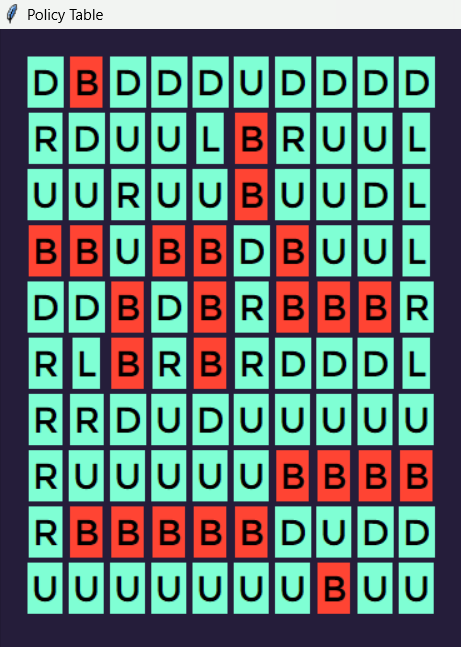 Policy Table
D B D D D U D D D D
R D U U L B R U U L
U U R U U B U U D L
B B U B B D B U U L
D D B D B R B B B R
R L B R B R D D D L
R R D U D U U U U U
R U U U U U B B B B
R B B B B B D U D D
U U U U U U U B U U